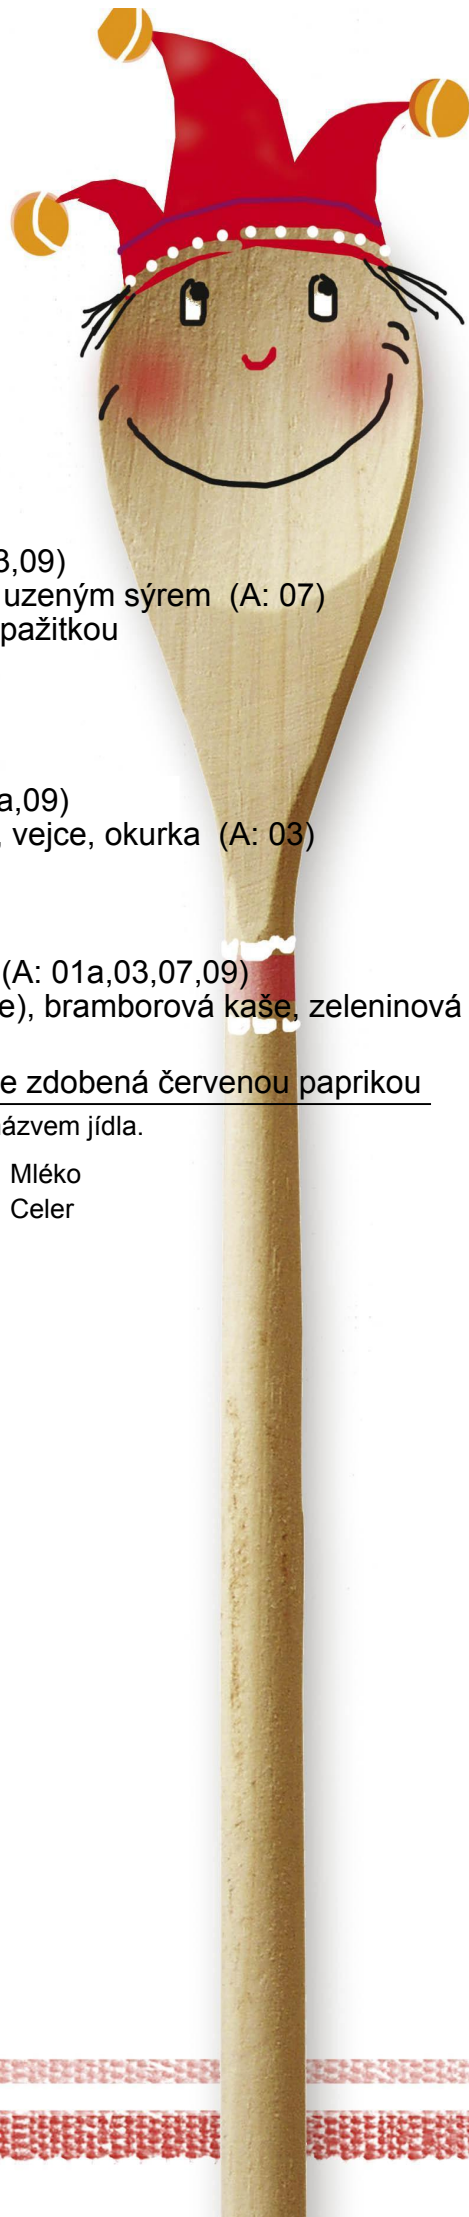 3,09)
uzeným sýrem (A: 07)
pažitkou
a,09)
, vejce, okurka (A: 03)
(A: 01a,03,07,09)
e), bramborová kaše, zeleninová
e zdobená červenou paprikou
názvem jídla.
Mléko
Celer